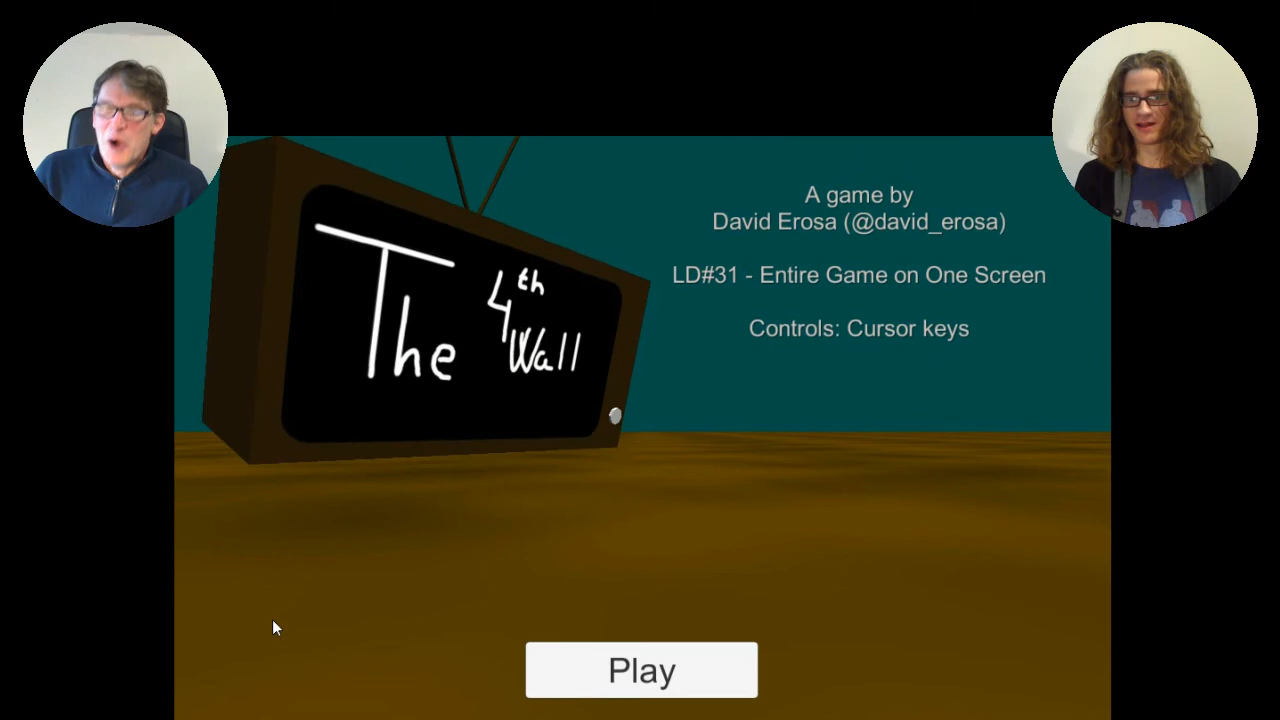 The 4th Wall
A game by
David Erosa (@david_erosa)
LD#31 - Entire Game on One Screen
Controls: Cursor keys
Play